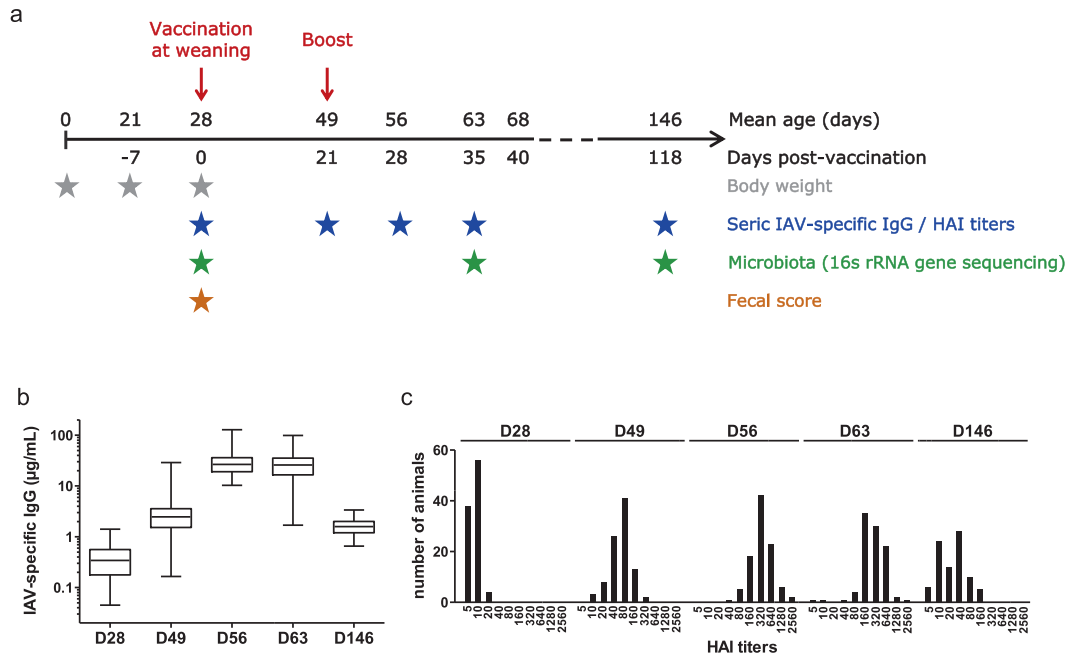 a
Vaccination
at weaning
Boost
0 21 28 49 56 63 68 146 Mean age (days)
-7 0 21 28 35 40 118 Days post-vaccination
Body weight
Seric IAV-specific IgG / HAI titers
Microbiota (16s rRNA gene sequencing)
Fecal score
b
IAV-specific IgG (µg/mL)
100
10
1
0.1
D28 D49 D56 D63 D146
c
D28 D49 D56 D63 D146
number of animals
60
40
20
0
5 10 20 40 80 160 320 640 1280 2560 5 10 20 40 80 160 320 640 1280 2560 5 10 20 40 80 160 320 640 1280 2560 5 10 20 40 80 160 320 640 1280 2560 5 10 20 40 80 160 320 640 1280 2560
HAI titers